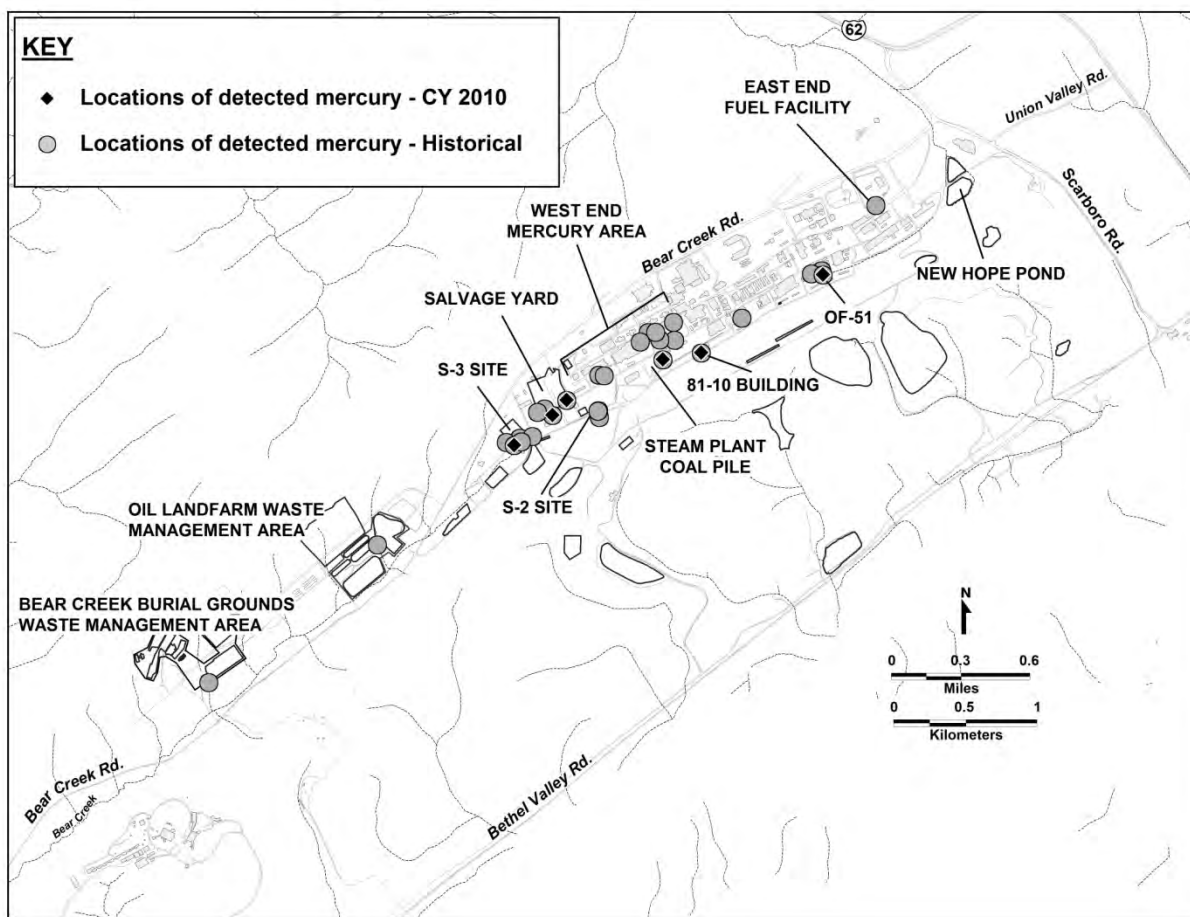 KEY
Locations of detected mercury - CY 2010
Locations of detected mercury - Historical
62
Union Valley Rd.
EAST END
FUEL FACILITY
Scarboro Rd.
WEST END
MERCURY AREA
Bear Creek Rd.
NEW HOPE POND
SALVAGE YARD
OF-51
S-3 SITE
81-10 BUILDING
STEAM PLANT
COAL PILE
S-2 SITE
OIL LANDFARM WASTE
MANAGEMENT AREA
BEAR CREEK BURIAL GROUNDS
WASTE MANAGEMENT AREA
N
0 0.3 0.6
Miles
0 0.5 1
Kilometers
Bear Creek Rd.
Bear Creek
Bethel Valley Rd.